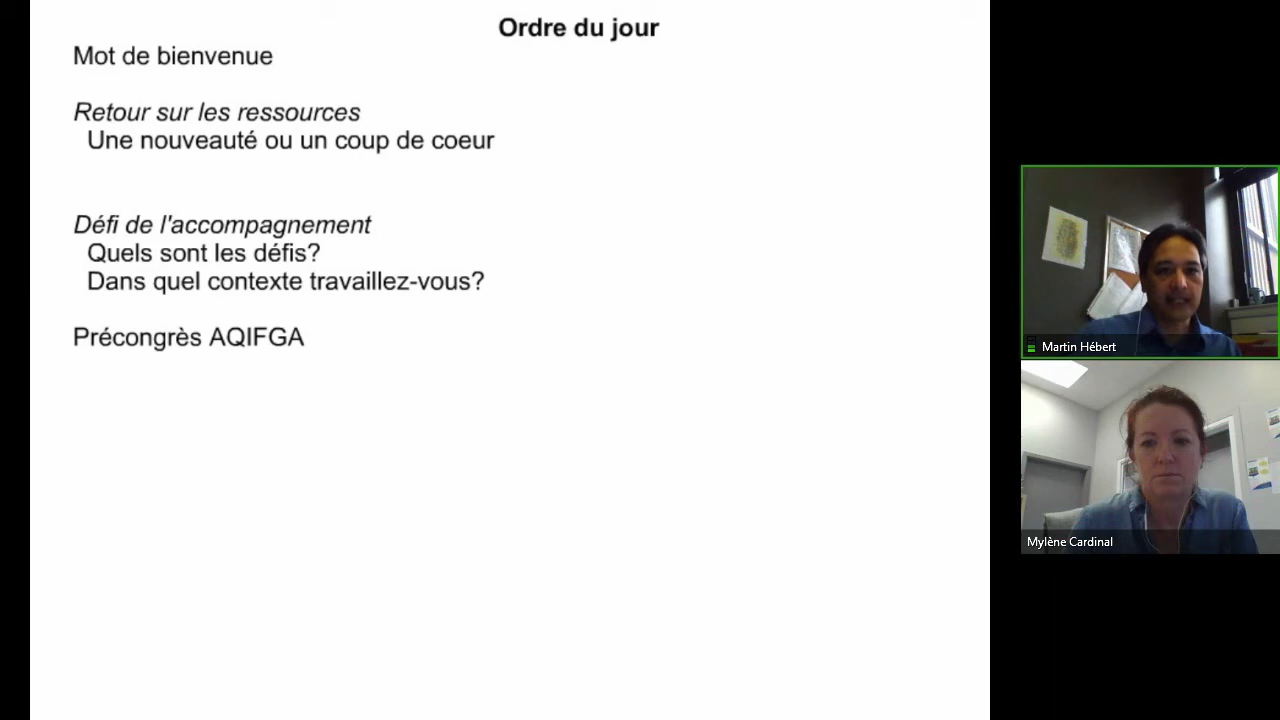 Ordre du jour
Mot de bienvenue
Retour sur les ressources
Une nouveauté ou un coup de coeur
Défi de l'accompagnement
Quels sont les défis?
Dans quel contexte travaillez-vous?
Précongrès AQIFGA
Martin Hébert
Mylène Cardinal